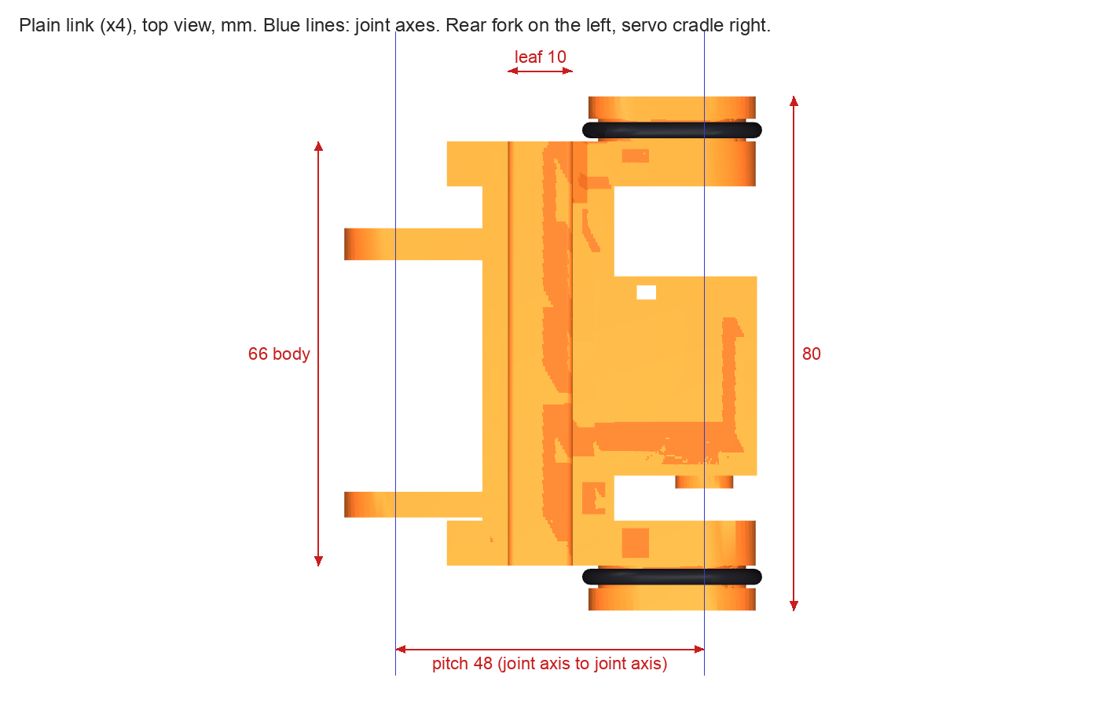 Plain link (x4), top view, mm. Blue lines: joint axes. Rear fork on the left, servo cradle right.
leaf 10
66 body
80
pitch 48 (joint axis to joint axis)